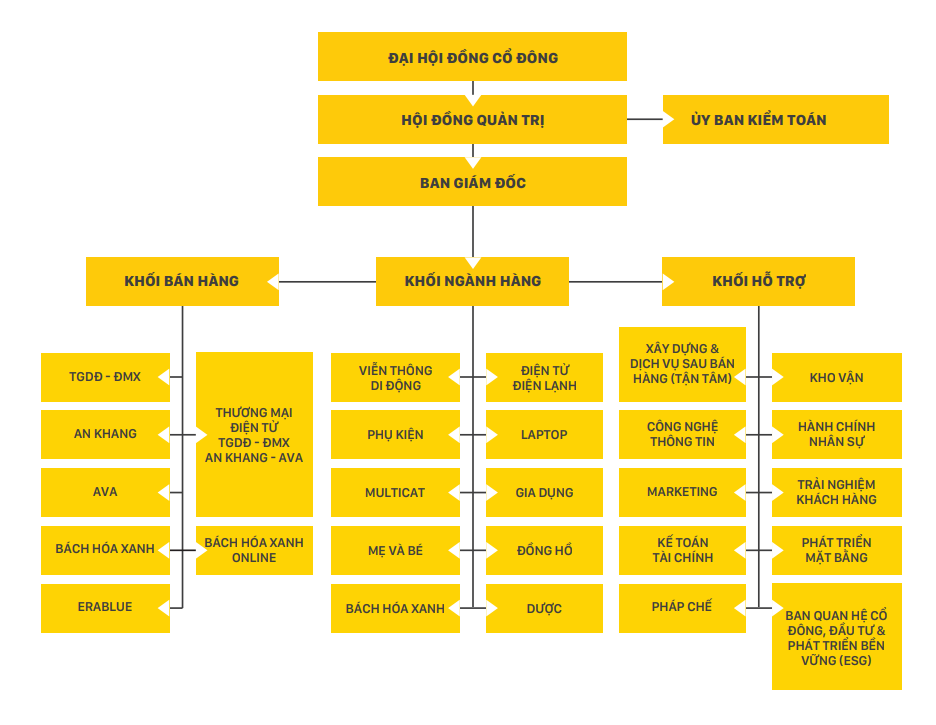 ĐẠI HỘI ĐỒNG CỔ ĐÔNG
HỘI ĐỒNG QUẢN TRỊ
ỦY BAN KIỂM TOÁN
BAN GIÁM ĐỐC
KHỐI BÁN HÀNG
KHỐI NGÀNH HÀNG
KHỐI HỖ TRỢ
TGDĐ - ĐMX
AN KHANG
AVA
BÁCH HÓA XANH
ERABLUE
THƯƠNG MẠI
ĐIỆN TỬ
TGDĐ - ĐMX
AN KHANG - AVA
BÁCH HÓA XANH
ONLINE
VIỄN THÔNG
DI ĐỘNG
PHỤ KIỆN
MULTICAT
MẸ VÀ BÉ
BÁCH HÓA XANH
ĐIỆN TỬ
ĐIỆN LẠNH
LAPTOP
GIA DỤNG
ĐỒNG HỒ
DƯỢC
XÂY DỰNG &
DỊCH VỤ SAU BÁN
HÀNG (TẬN TÂM)
CÔNG NGHỆ
THÔNG TIN
MARKETING
KẾ TOÁN
TÀI CHÍNH
PHÁP CHẾ
KHO VẬN
HÀNH CHÍNH
NHÂN SỰ
TRẢI NGHIỆM
KHÁCH HÀNG
PHÁT TRIỂN
MẶT BẰNG
BAN QUAN HỆ CỔ
ĐÔNG, ĐẦU TƯ &
PHÁT TRIỂN BỀN
VỮNG (ESG)